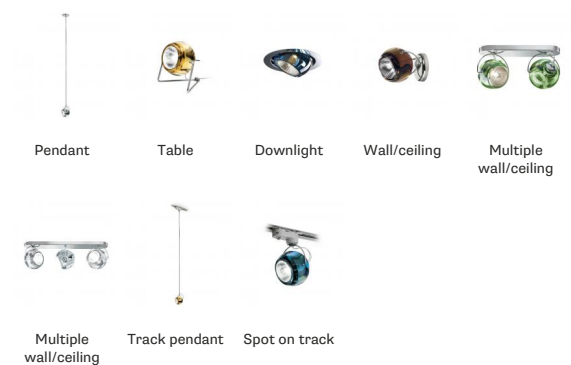 Pendant
Table
Downlight
Wall/ceiling
Multiple
wall/ceiling
Multiple
wall/ceiling
Track pendant
Spot on track